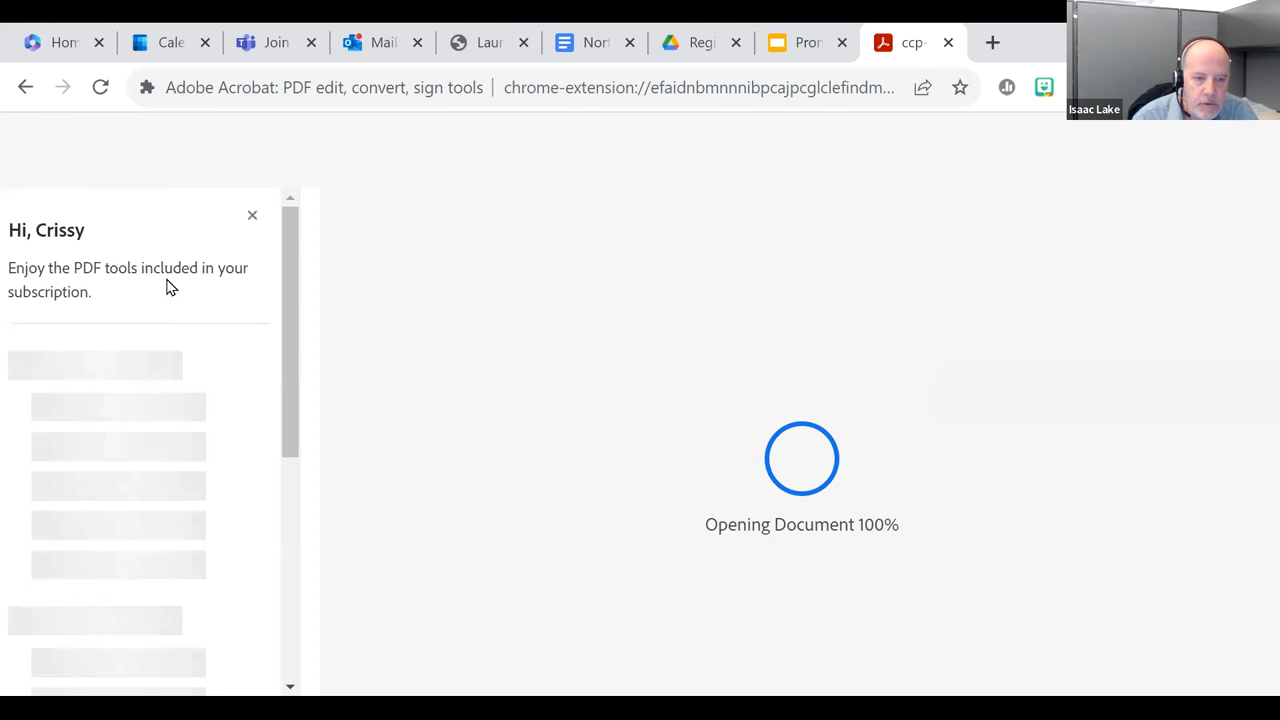 Hom
Cale
Join
Mail
Laun
Nort
Regi
Pron
ccp-
Adobe Acrobat: PDF edit, convert, sign tools
chrome-extension://efaidnbmnnnibpcajpcglclefindm...
Isaac Lake
Hi, Crissy
Enjoy the PDF tools included in your
subscription.
Opening Document 100%